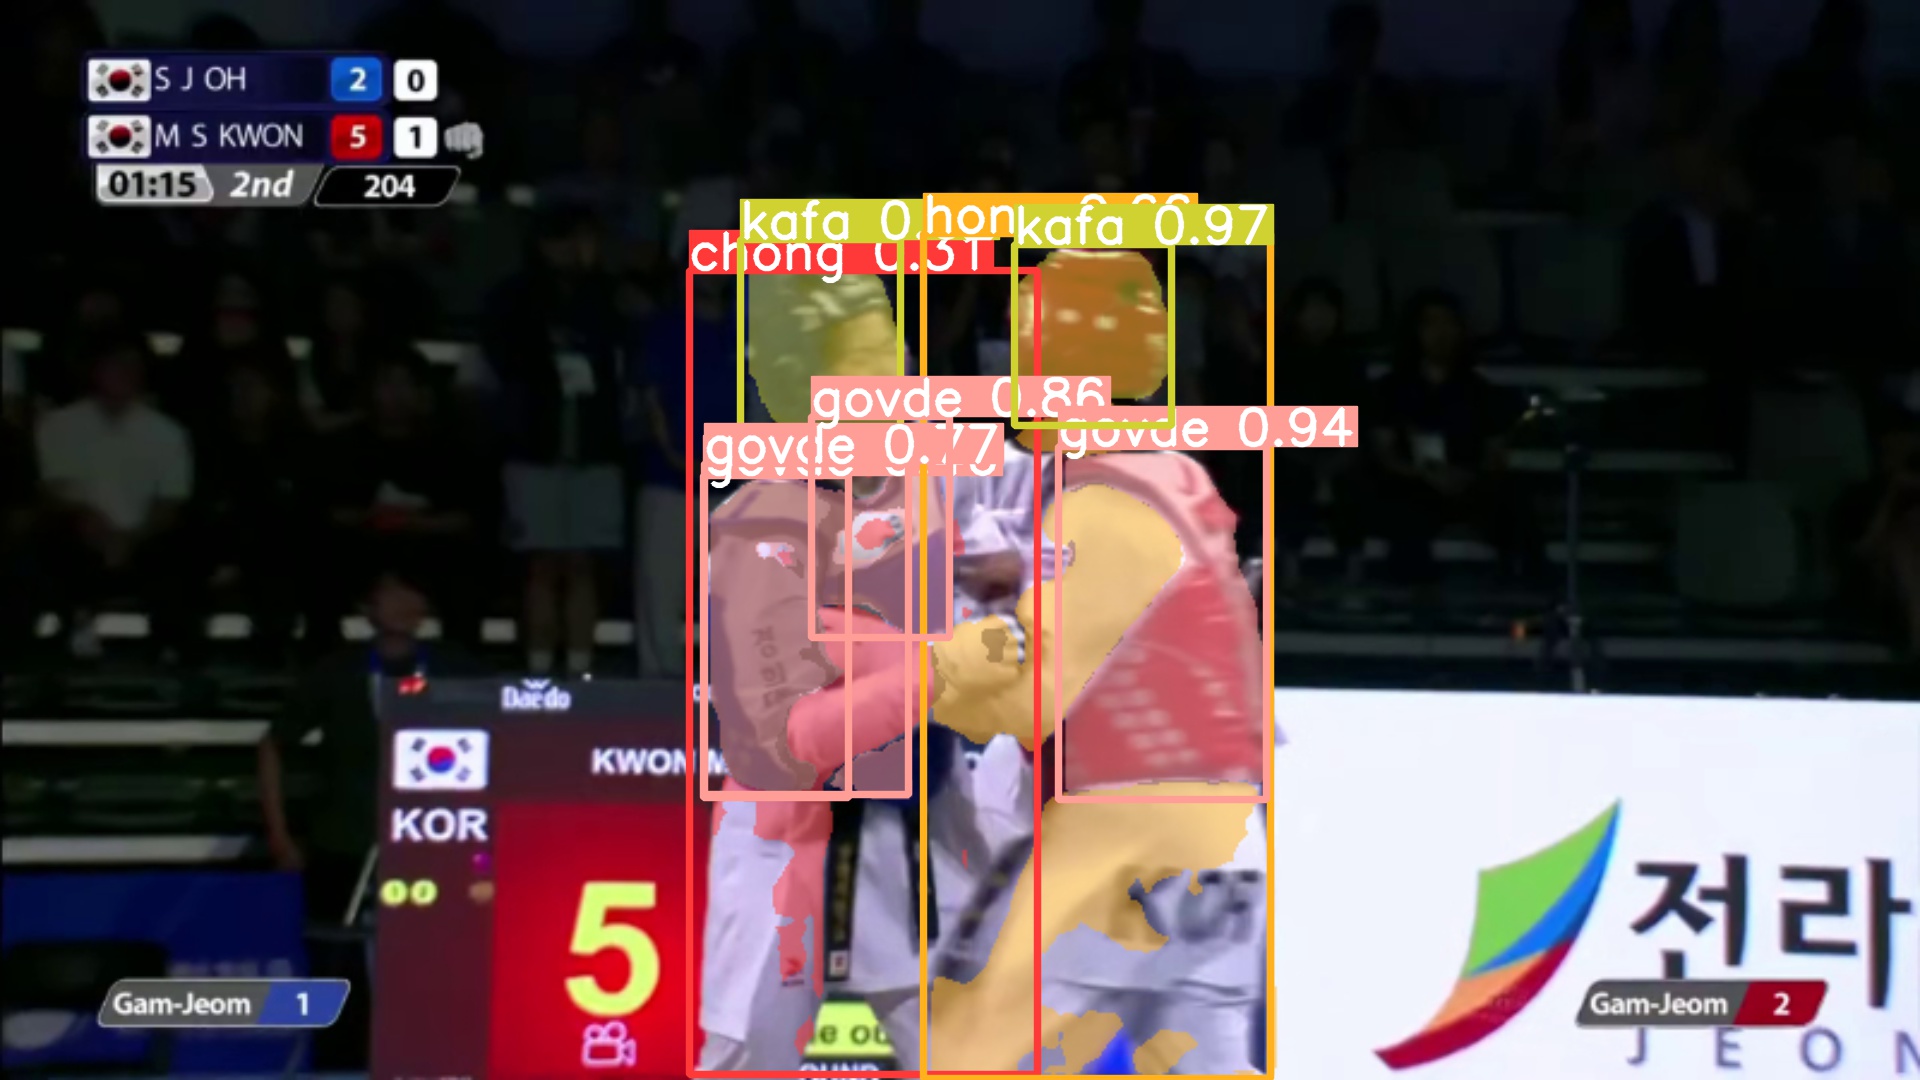 S J OH 2 0
M S KWON 5 1
01:15 2nd 204
hon
kafa 0.
kafa 0.97
chong 0.31
govde 0.86
govde 0.94
govde 0.77
Daedo
KWON M
KOR
5
Gam-Jeom 1
Gam-Jeom 2
전라
JEON